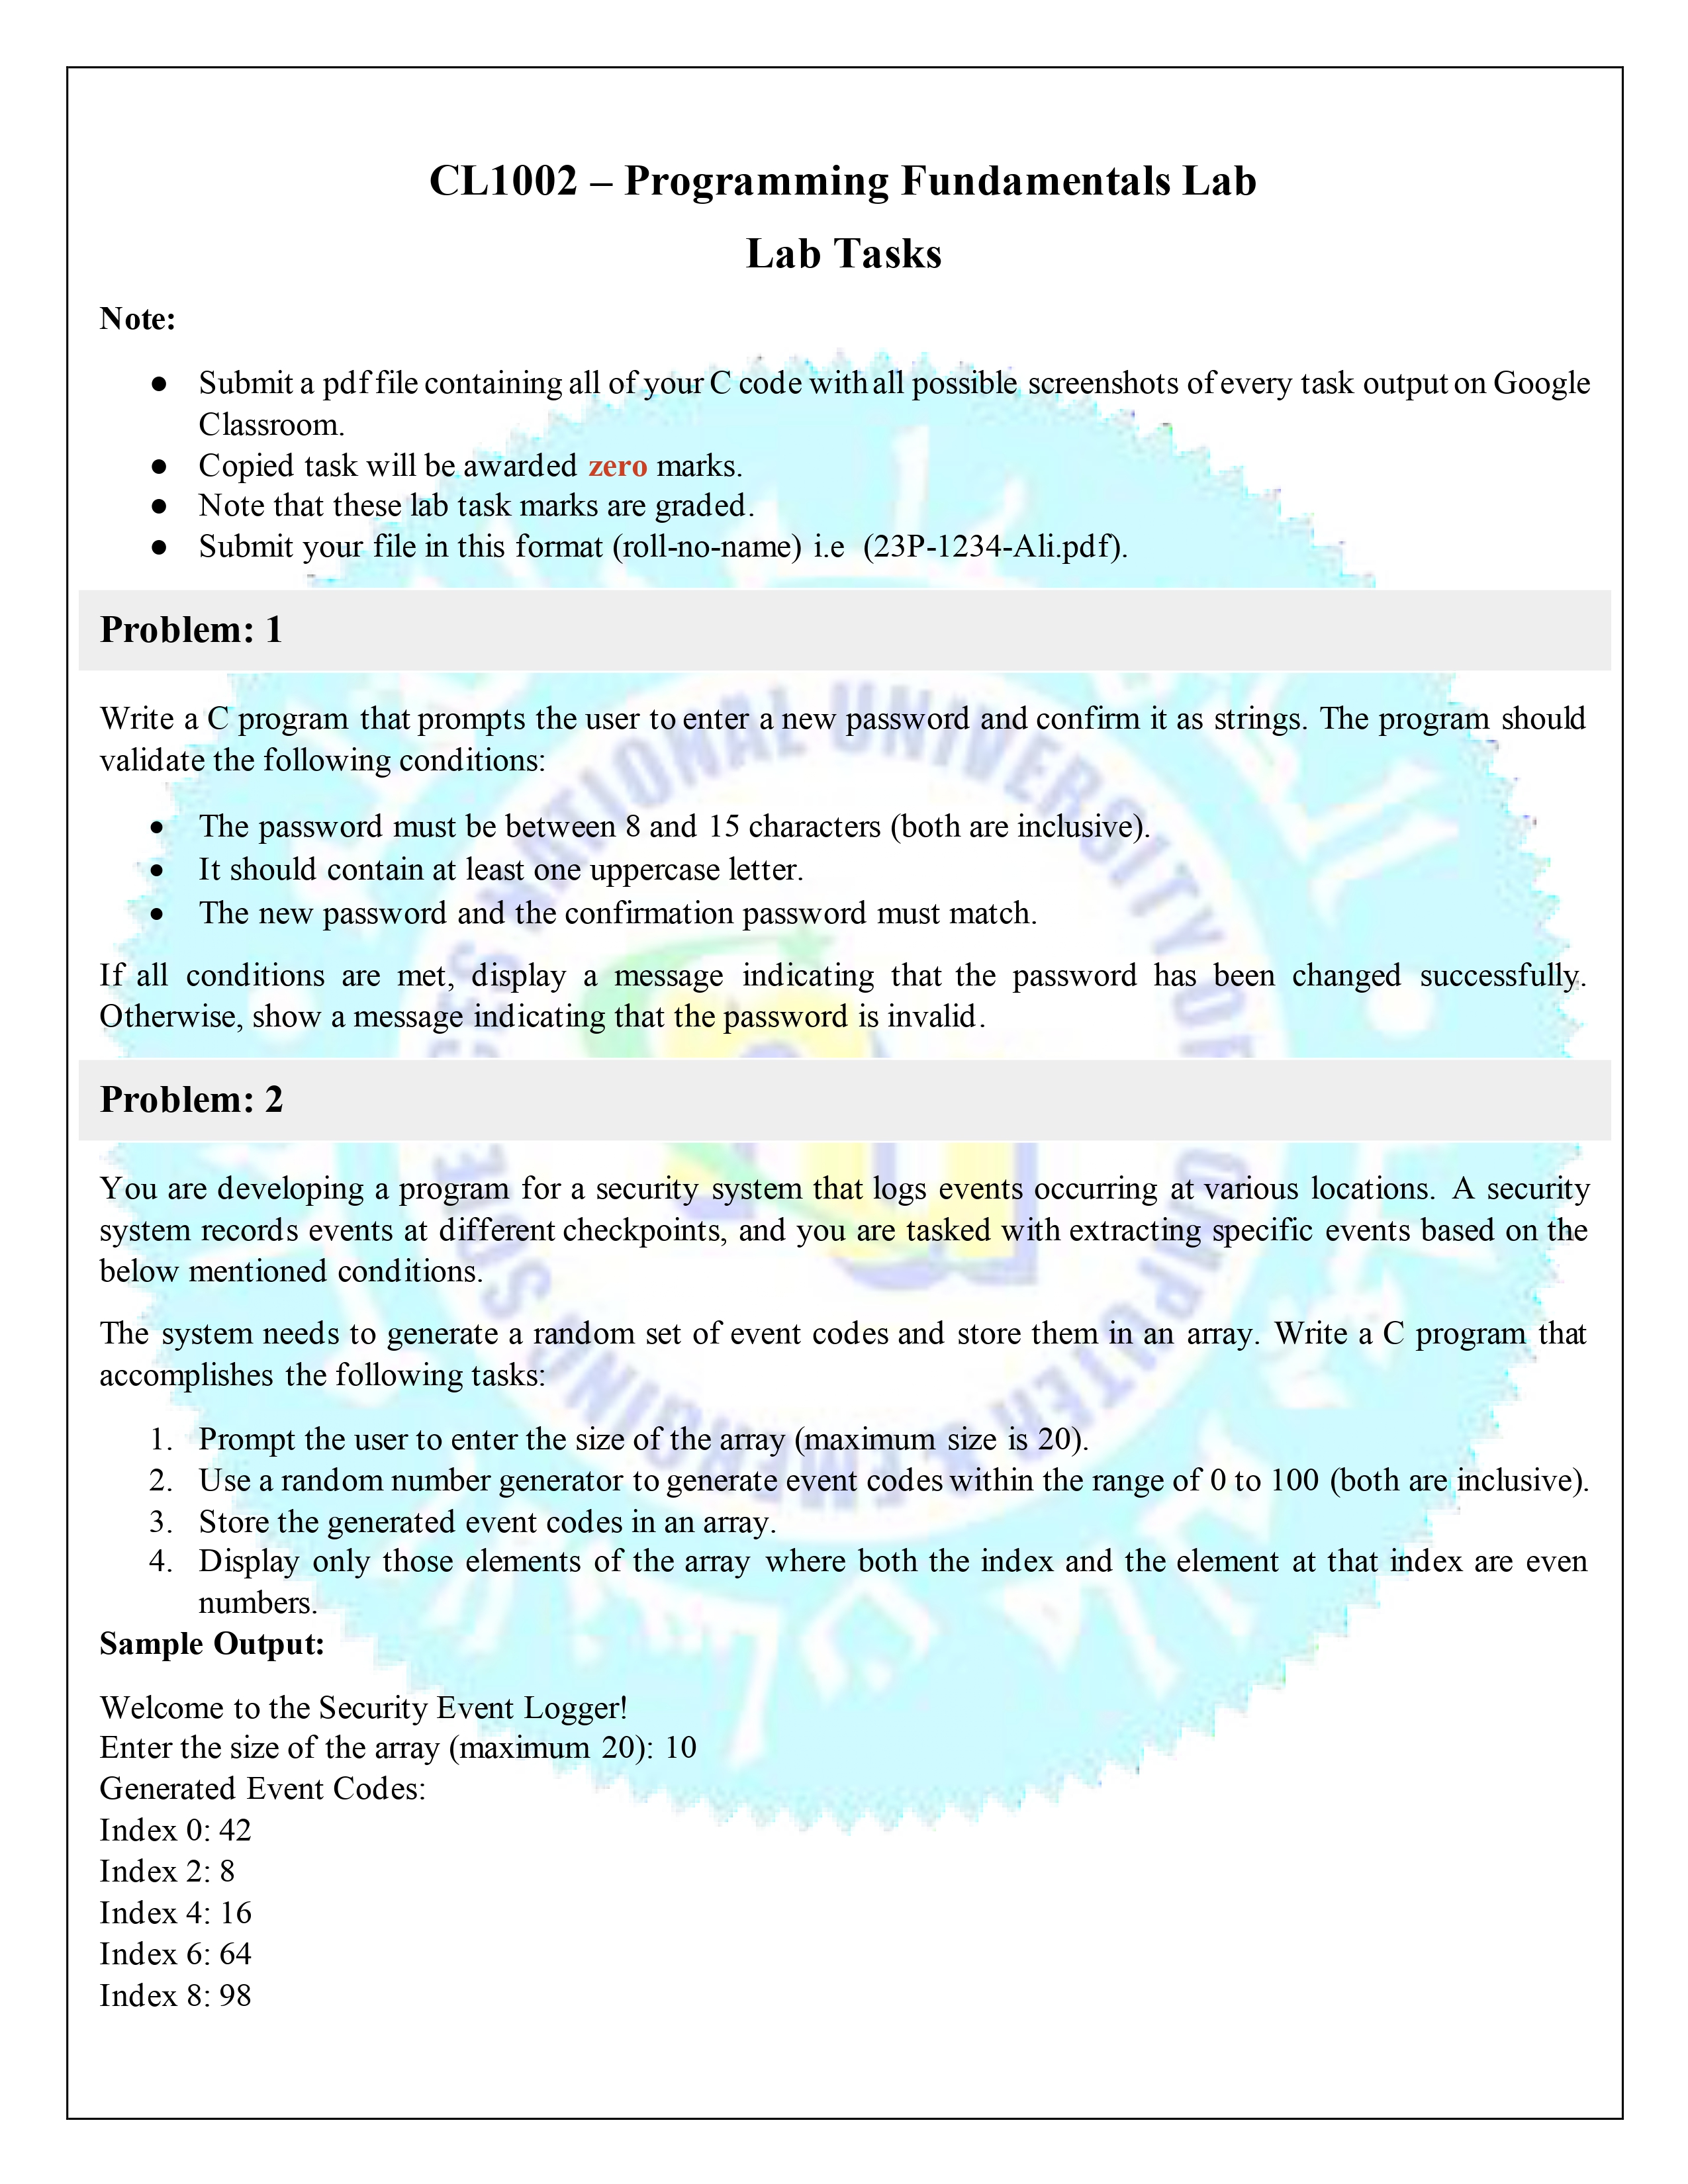 CL1002 – Programming Fundamentals Lab
Lab Tasks
Note:
● Submit a pdf file containing all of your C code with all possible screenshots of every task output on Google
Classroom.
● Copied task will be awarded zero marks.
● Note that these lab task marks are graded.
● Submit your file in this format (roll-no-name) i.e (23P-1234-Ali.pdf).
Problem: 1
Write a C program that prompts the user to enter a new password and confirm it as strings. The program should
validate the following conditions:
• The password must be between 8 and 15 characters (both are inclusive).
• It should contain at least one uppercase letter.
• The new password and the confirmation password must match.
If all conditions are met, display a message indicating that the password has been changed successfully.
Otherwise, show a message indicating that the password is invalid.
Problem: 2
You are developing a program for a security system that logs events occurring at various locations. A security
system records events at different checkpoints, and you are tasked with extracting specific events based on the
below mentioned conditions.
The system needs to generate a random set of event codes and store them in an array. Write a C program that
accomplishes the following tasks:
1. Prompt the user to enter the size of the array (maximum size is 20).
2. Use a random number generator to generate event codes within the range of 0 to 100 (both are inclusive).
3. Store the generated event codes in an array.
4. Display only those elements of the array where both the index and the element at that index are even
numbers.
Sample Output:
Welcome to the Security Event Logger!
Enter the size of the array (maximum 20): 10
Generated Event Codes:
Index 0: 42
Index 2: 8
Index 4: 16
Index 6: 64
Index 8: 98
NATIONAL UNIVERSITY OF
COMPUTER & EMERGING